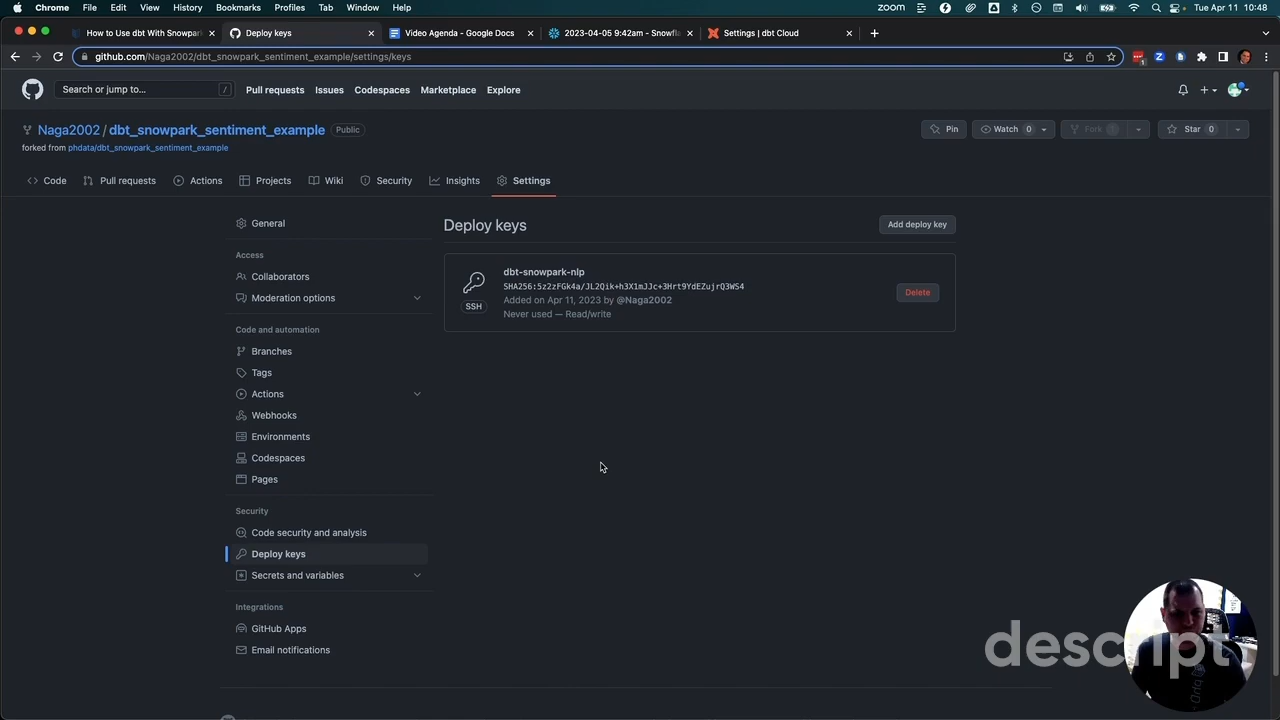 Chrome File Edit View History Bookmarks Profiles Tab Window Help
zoom Tue Apr 11 10:48
How to Use dbt With Snowpark
Deploy keys
Video Agenda - Google Docs
2023-04-05 9:42am - Snowfla
Settings | dbt Cloud
github.com/Naga2002/dbt_snowpark_sentiment_example/settings/keys
Search or jump to... /
Pull requests Issues Codespaces Marketplace Explore
Naga2002 / dbt_snowpark_sentiment_example Public
Pin Watch 0 Fork 1 Star 0
forked from phdata/dbt_snowpark_sentiment_example
Code Pull requests Actions Projects Wiki Security Insights Settings
General
Access
Collaborators
Moderation options
Code and automation
Branches
Tags
Actions
Webhooks
Environments
Codespaces
Pages
Security
Code security and analysis
Deploy keys
Secrets and variables
Integrations
GitHub Apps
Email notifications
Deploy keys
Add deploy key
dbt-snowpark-nlp
SHA256:5z2zFGk4a/JL2Qik+h3X1mJJc+3Hrt9YdEZujrQ3WS4
SSH
Added on Apr 11, 2023 by @Naga2002
Never used — Read/write
Delete
descript